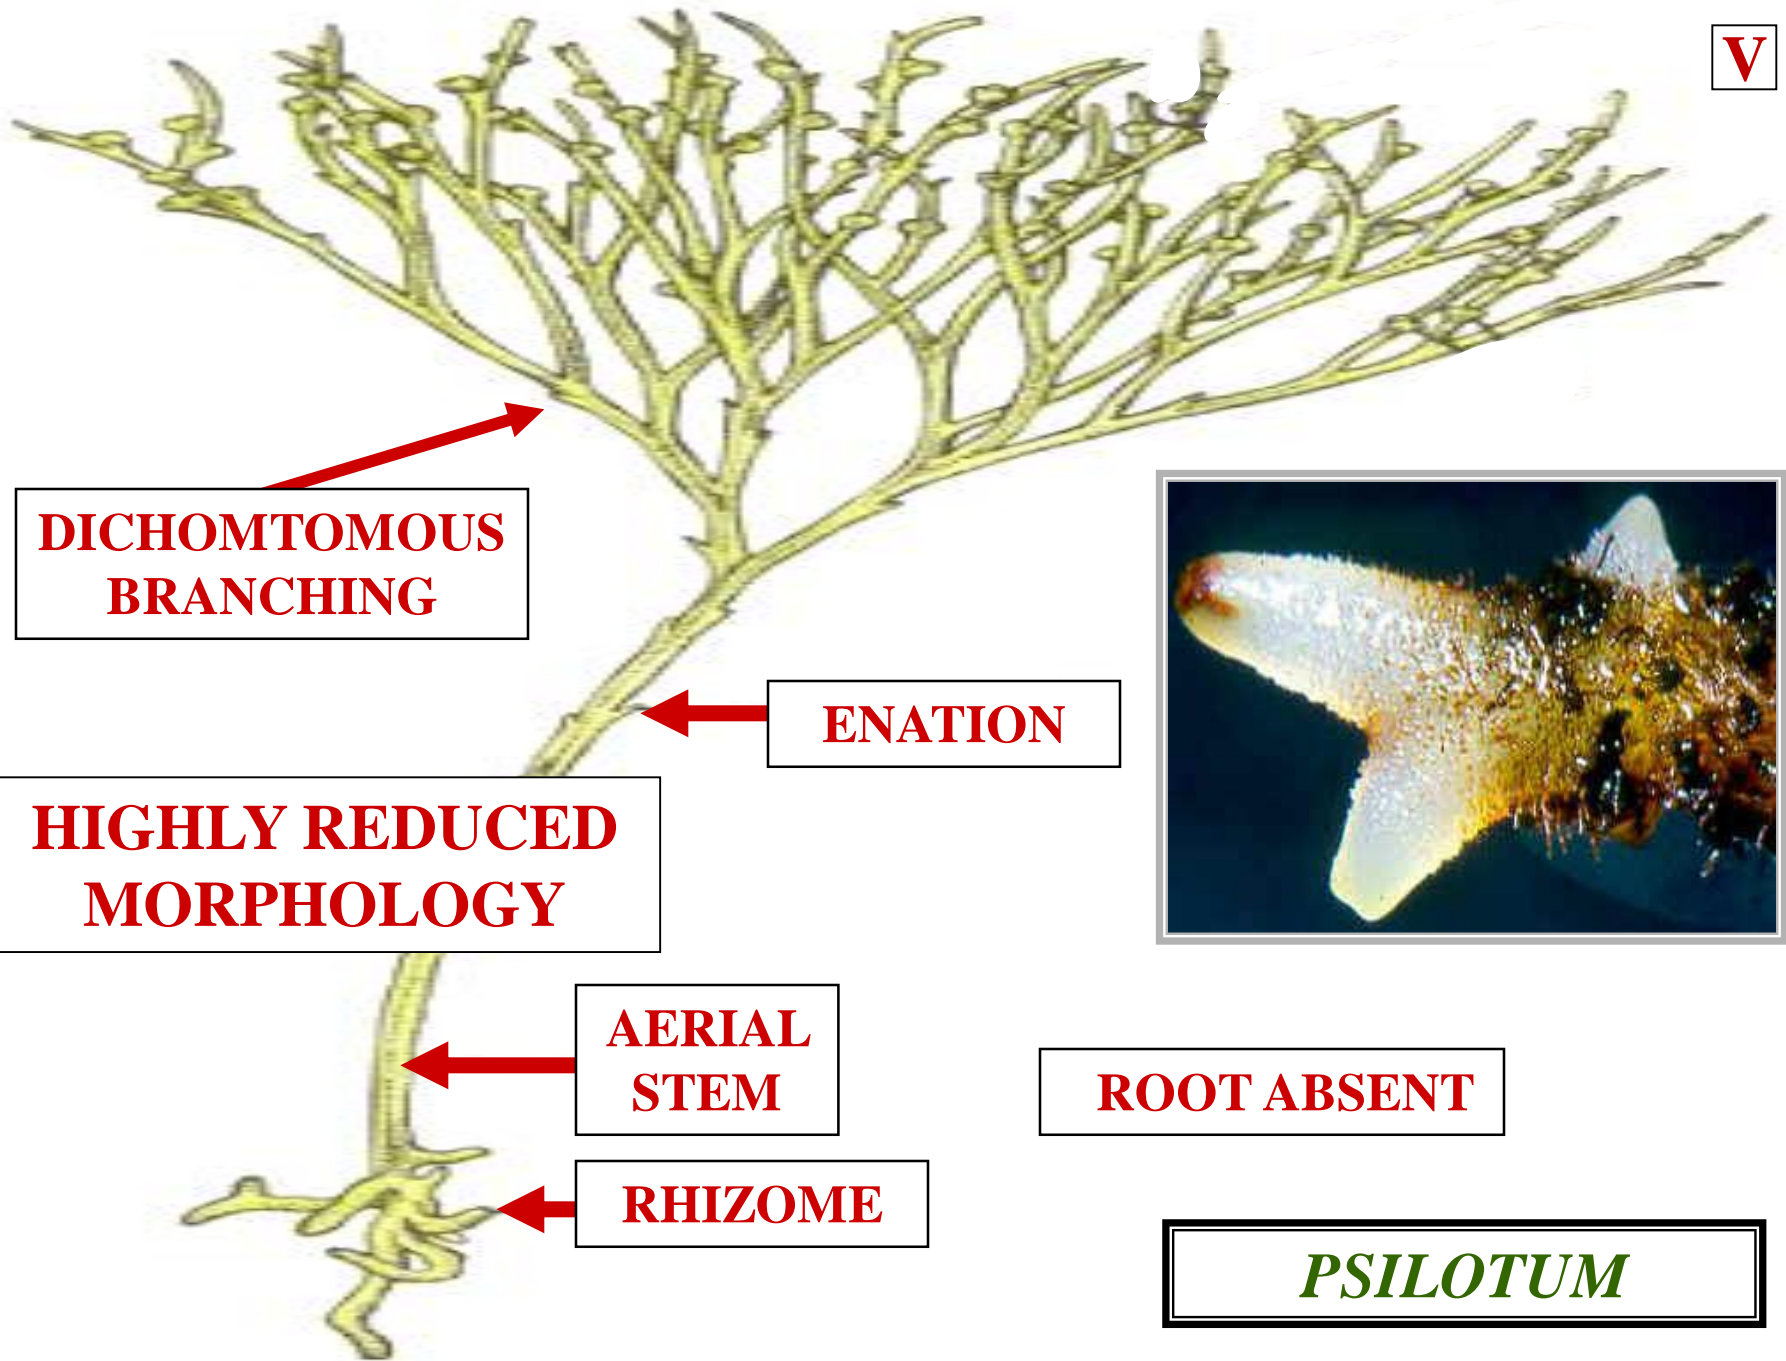 V
DICHOMTOMOUS
BRANCHING
ENATION
HIGHLY REDUCED
MORPHOLOGY
AERIAL
STEM
ROOT ABSENT
RHIZOME
PSILOTUM